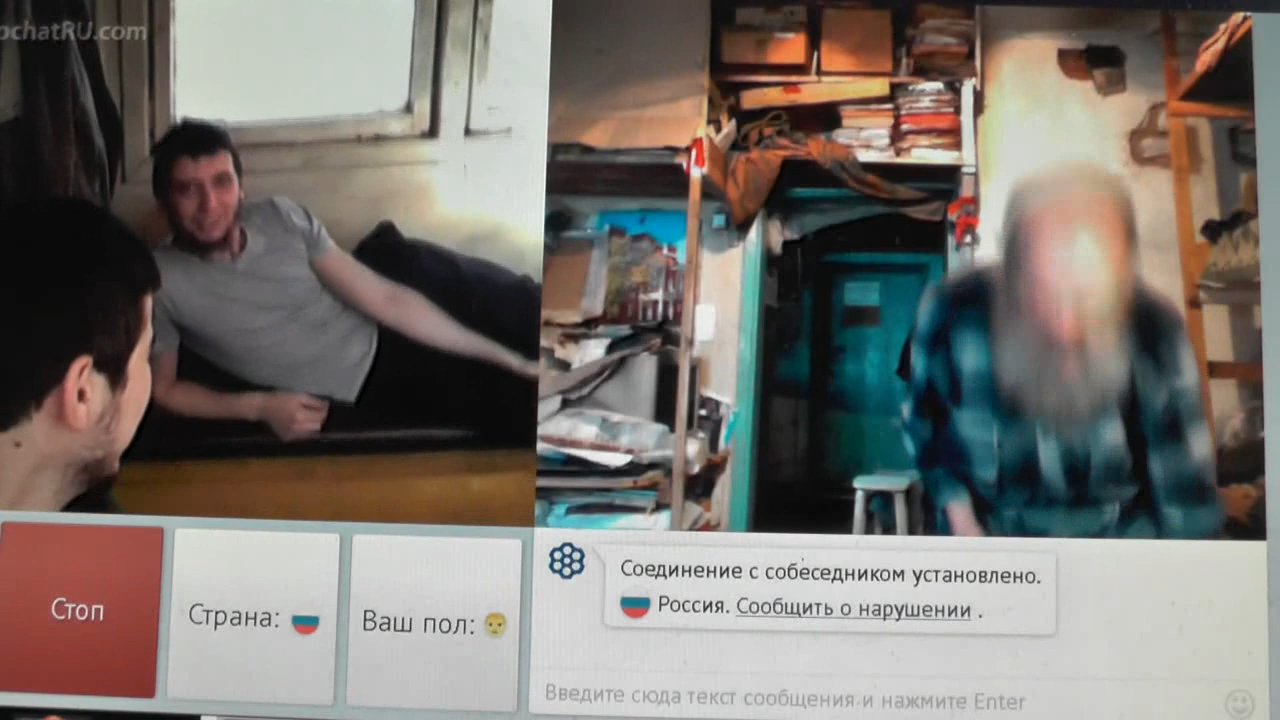 chatRU.com
Стоп
Страна:
Ваш пол:
Соединение с собеседником установлено.
Россия. Сообщить о нарушении .
Введите сюда текст сообщения и нажмите Enter